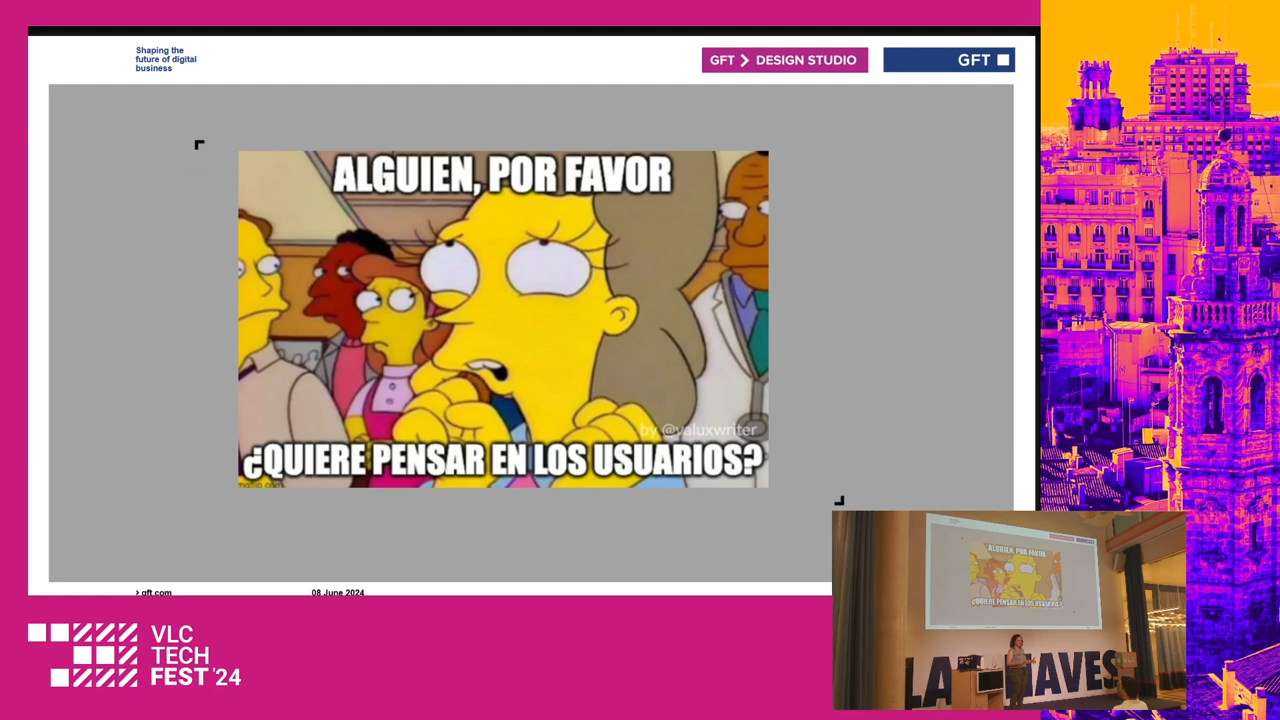 Shaping the
future of digital
business
GFT DESIGN STUDIO
GFT
ALGUIEN, POR FAVOR
by @valuxwriter
¿QUIERE PENSAR EN LOS USUARIOS?
imgflip.com
> gft.com
08 June 2024
ALGUIEN, POR FAVOR
¿QUIERE PENSAR EN LOS USUARIOS?
LA NAVES
VLC
TECH
FEST '24